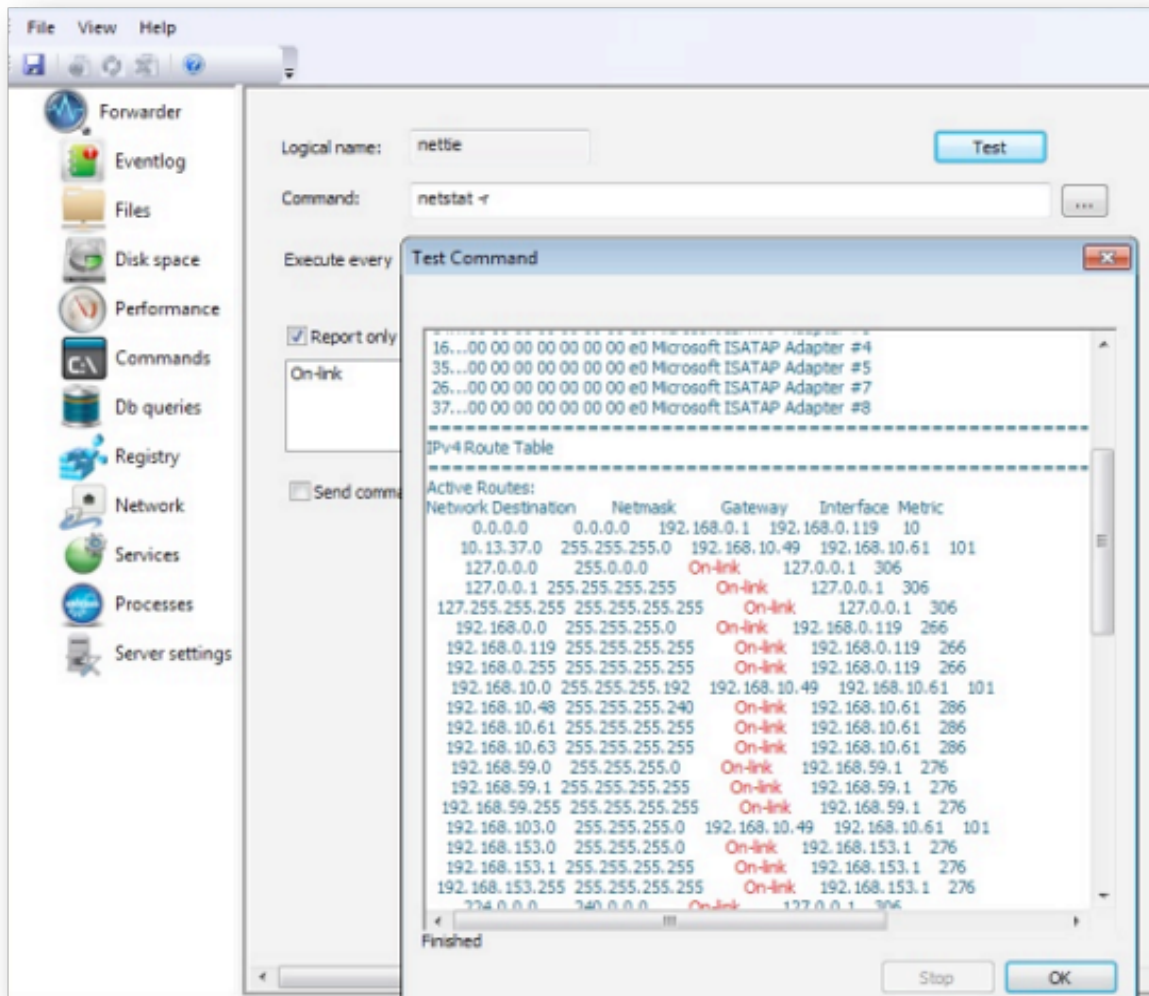 File View Help
Forwarder
Eventlog
Files
Disk space
Performance
Commands
Db queries
Registry
Network
Services
Processes
Server settings
Logical name: nettie Test
Command: netstat -r ...
Execute every
Report only
On-link
Send comma
Test Command
16...00 00 00 00 00 00 00 e0 Microsoft ISATAP Adapter #4
35...00 00 00 00 00 00 00 e0 Microsoft ISATAP Adapter #5
26...00 00 00 00 00 00 00 e0 Microsoft ISATAP Adapter #7
37...00 00 00 00 00 00 00 e0 Microsoft ISATAP Adapter #8
IPv4 Route Table
Active Routes:
Network Destination Netmask Gateway Interface Metric
0.0.0.0 0.0.0.0 192.168.0.1 192.168.0.119 10
10.13.37.0 255.255.255.0 192.168.10.49 192.168.10.61 101
127.0.0.0 255.0.0.0 On-link 127.0.0.1 306
127.0.0.1 255.255.255.255 On-link 127.0.0.1 306
127.255.255.255 255.255.255.255 On-link 127.0.0.1 306
192.168.0.0 255.255.255.0 On-link 192.168.0.119 266
192.168.0.119 255.255.255.255 On-link 192.168.0.119 266
192.168.0.255 255.255.255.255 On-link 192.168.0.119 266
192.168.10.0 255.255.255.192 192.168.10.49 192.168.10.61 101
192.168.10.48 255.255.255.240 On-link 192.168.10.61 286
192.168.10.61 255.255.255.255 On-link 192.168.10.61 286
192.168.10.63 255.255.255.255 On-link 192.168.10.61 286
192.168.59.0 255.255.255.0 On-link 192.168.59.1 276
192.168.59.1 255.255.255.255 On-link 192.168.59.1 276
192.168.59.255 255.255.255.255 On-link 192.168.59.1 276
192.168.103.0 255.255.255.0 192.168.10.49 192.168.10.61 101
192.168.153.0 255.255.255.0 On-link 192.168.153.1 276
192.168.153.1 255.255.255.255 On-link 192.168.153.1 276
192.168.153.255 255.255.255.255 On-link 192.168.153.1 276
224.0.0.0 240.0.0.0 On-link 127.0.0.1 306
Finished
Stop OK